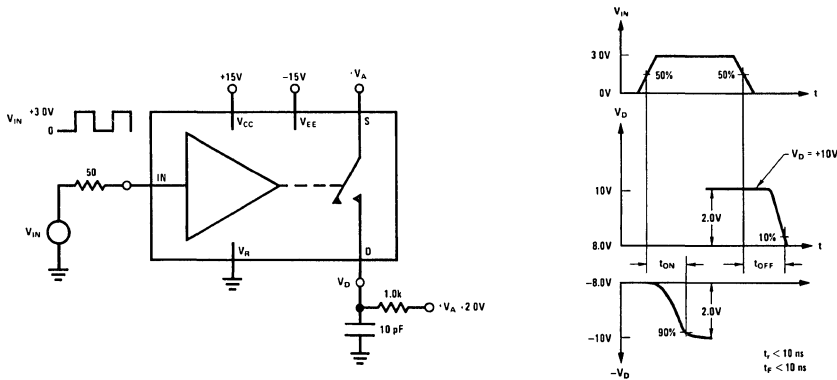 +15V
-15V
·VA
VIN +3.0V
0
VCC
VEE
S
50
IN
VIN
VR
D
VD
1.0k
·VA ·2.0V
10 pF
VIN
3.0V
50%
50%
0V
t
VD
VD = +10V
10V
2.0V
10%
8.0V
t
tON
tOFF
-8.0V
2.0V
90%
-10V
-VD
tr < 10 ns
tF < 10 ns